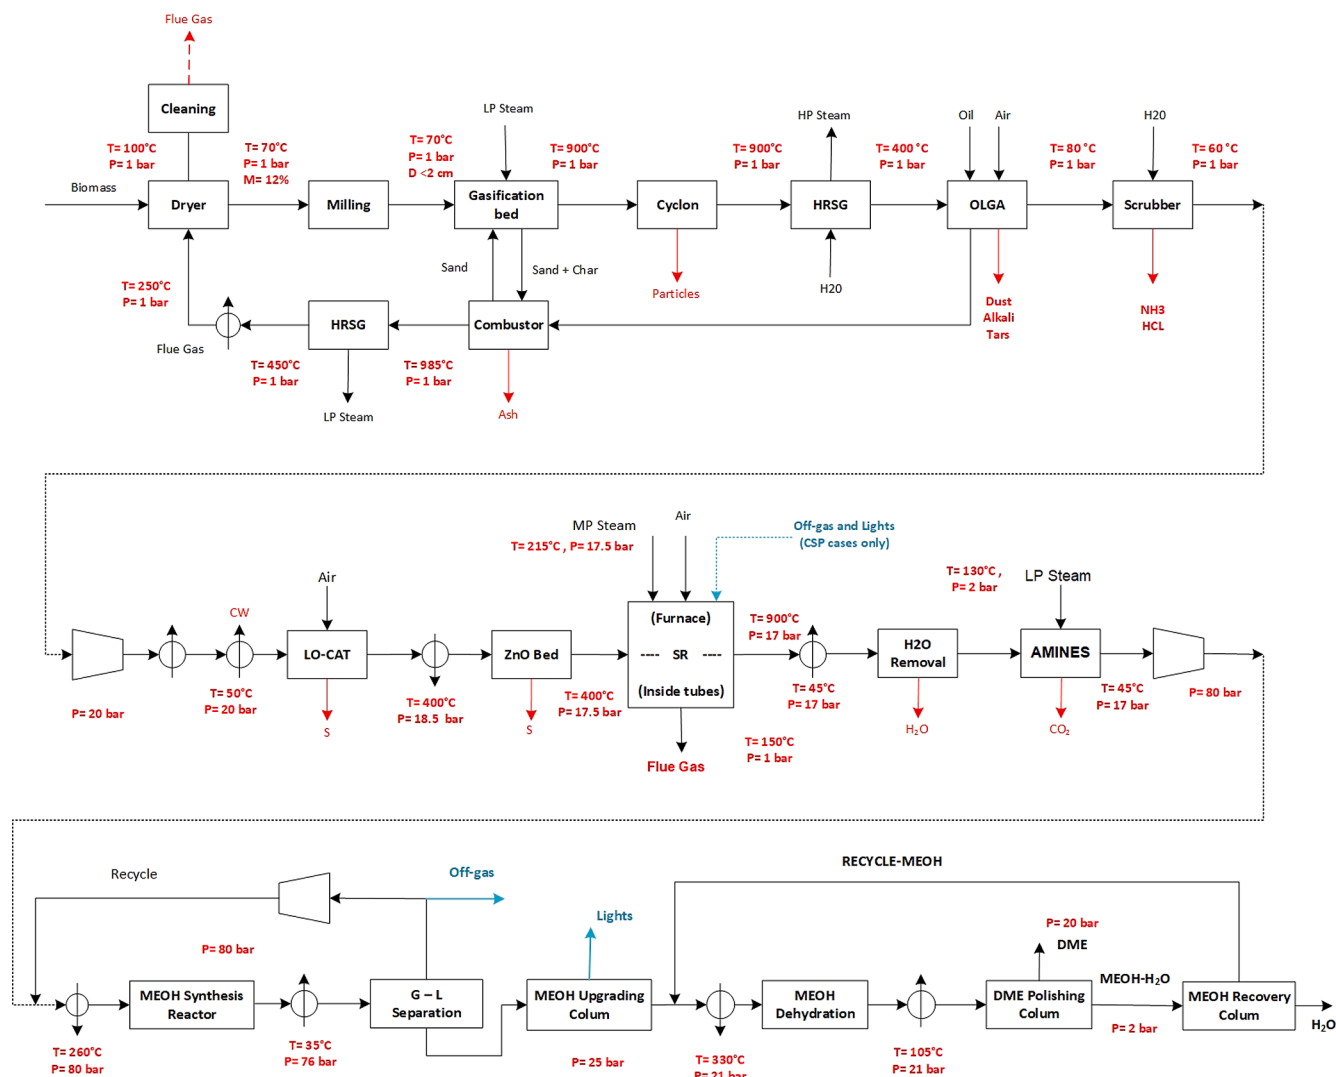 Flue Gas
Cleaning
LP Steam
HP Steam
Oil
Air
H20
T= 100°C
P= 1 bar
T= 70°C
P= 1 bar
M= 12%
T= 70°C
P= 1 bar
D <2 cm
T= 900°C
P= 1 bar
T= 900°C
P= 1 bar
T= 400°C
P= 1 bar
T= 80 °C
P= 1 bar
T= 60 °C
P= 1 bar
Biomass
Dryer
Milling
Gasification
bed
Cyclon
HRSG
OLGA
Scrubber
Sand
Sand + Char
Particles
H20
Dust
Alkali
Tars
NH3
HCL
T= 250°C
P= 1 bar
Flue Gas
HRSG
Combustor
T= 450°C
P= 1 bar
T= 985°C
P= 1 bar
LP Steam
Ash
MP Steam
Air
T= 215°C , P= 17.5 bar
Off-gas and Lights
(CSP cases only)
Air
CW
T= 130°C ,
P= 2 bar
LP Steam
LO-CAT
ZnO Bed
(Furnace)
---- SR ----
(Inside tubes)
T= 900°C
P= 17 bar
H2O
Removal
AMINES
P= 20 bar
T= 50°C
P= 20 bar
S
T= 400°C
P= 18.5 bar
S
T= 400°C
P= 17.5 bar
Flue Gas
T= 150°C
P= 1 bar
T= 45°C
P= 17 bar
H₂O
CO₂
T= 45°C
P= 17 bar
P= 80 bar
Recycle
Off-gas
Lights
RECYCLE-MEOH
P= 20 bar
DME
P= 80 bar
MEOH-H₂O
MEOH Synthesis
Reactor
G – L
Separation
MEOH Upgrading
Colum
MEOH
Dehydration
DME Polishing
Colum
MEOH Recovery
Colum
H₂O
T= 260°C
P= 80 bar
T= 35°C
P= 76 bar
P= 25 bar
T= 330°C
P= 21 bar
T= 105°C
P= 21 bar
P= 2 bar